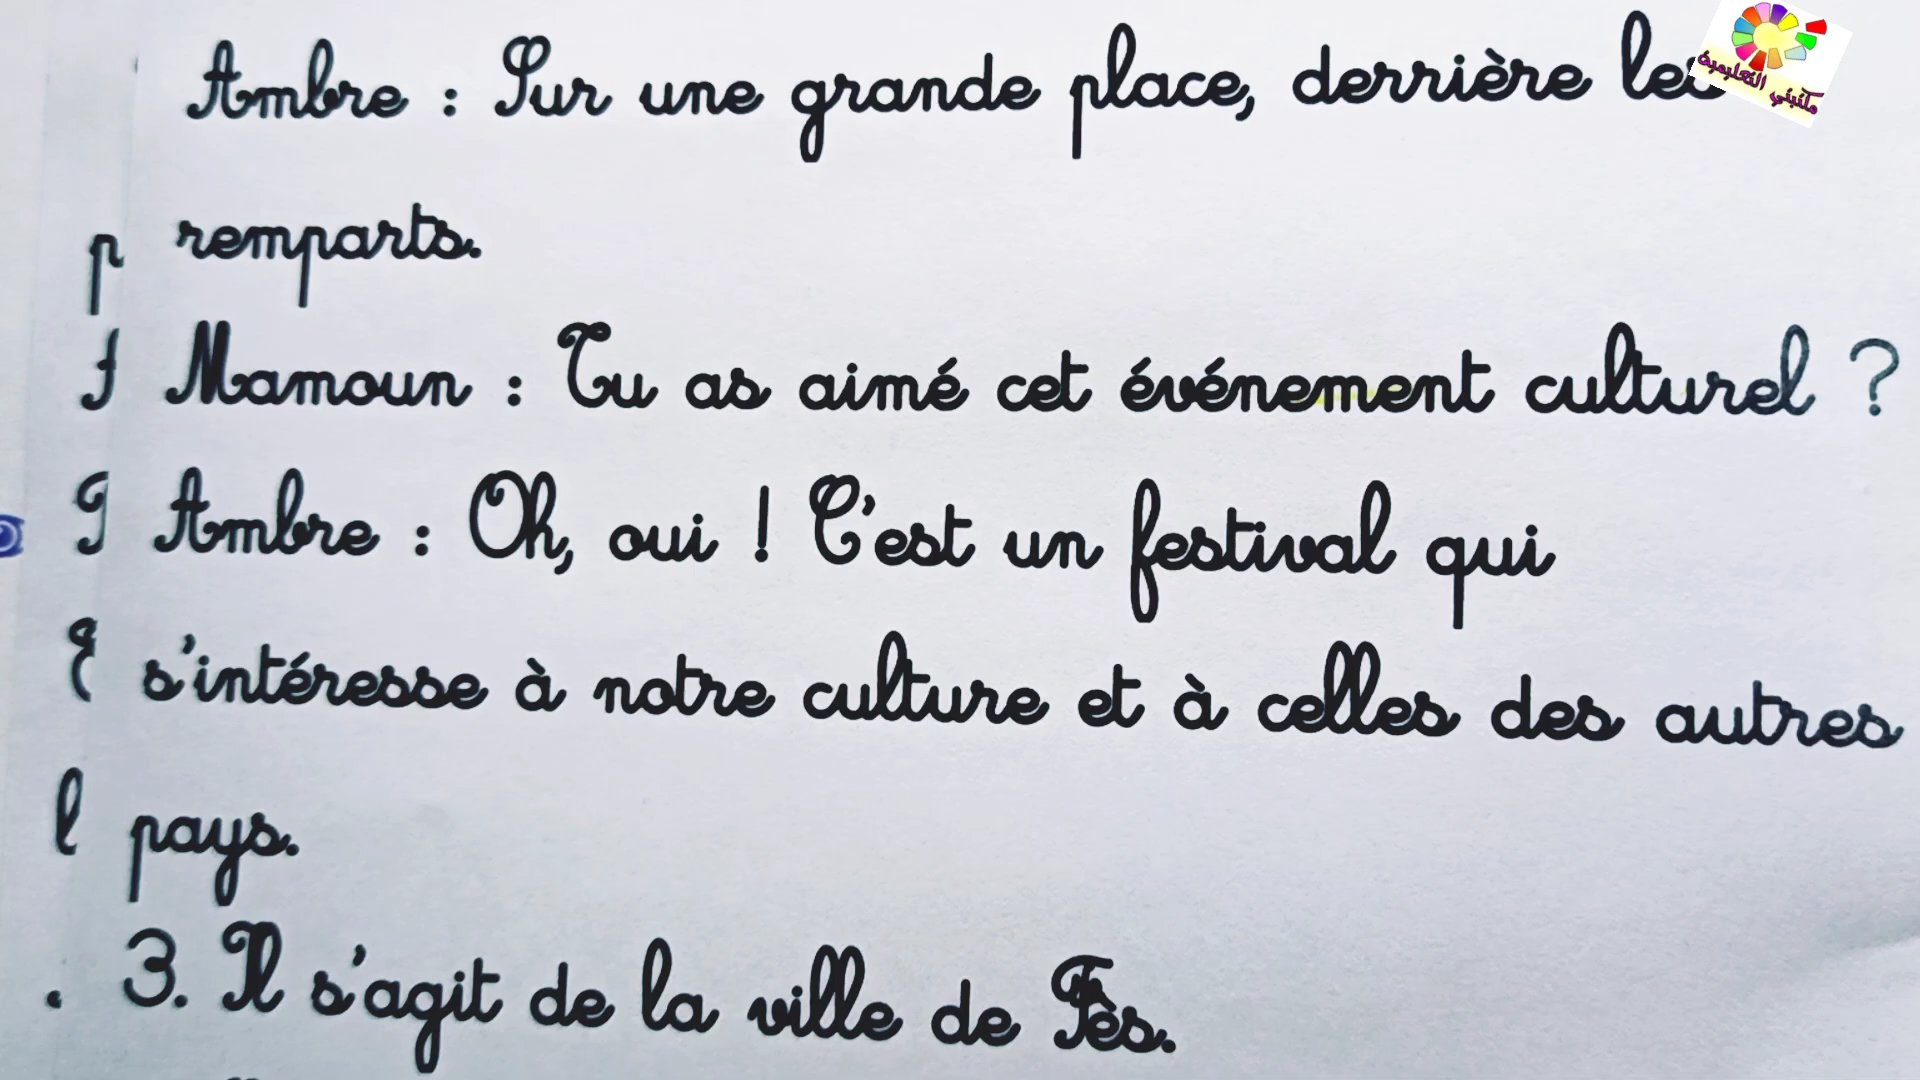 Ambre : Sur une grande place, derrière les
مكتبتي التعليمية
p remparts.
Mamoun : Tu as aimé cet événement culturel ?
Ambre : Oh, oui ! C'est un festival qui
s'intéresse à notre culture et à celles des autres
l pays.
. 3. Il s'agit de la ville de Fès.